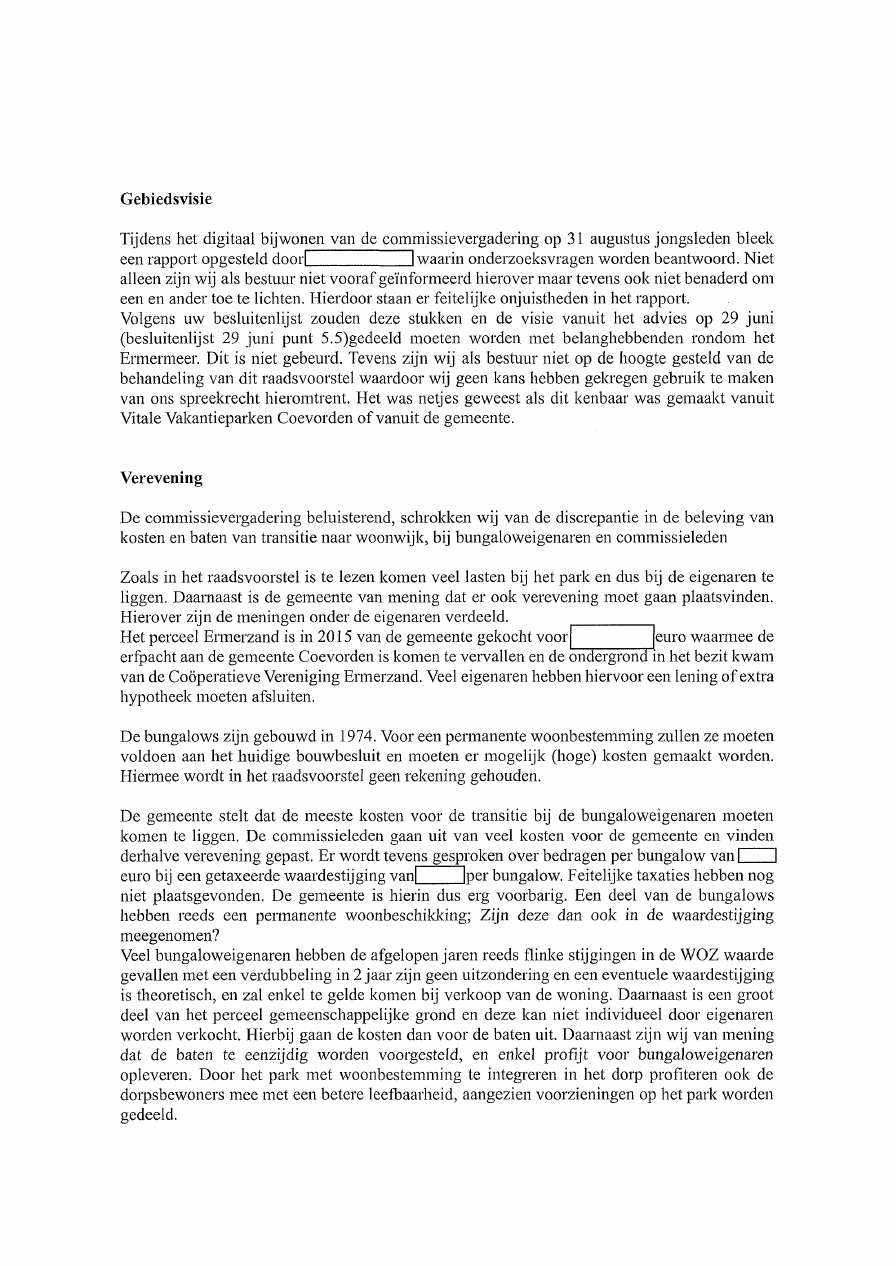 Gebiedsvisie
Tijdens het digitaal bijwonen van de commissievergadering op 31 augustus jongsleden bleek
een rapport opgesteld door waarin onderzoeksvragen worden beantwoord. Niet
alleen zijn wij als bestuur niet vooraf geïnformeerd hierover maar tevens ook niet benaderd om
een en ander toe te lichten. Hierdoor staan er feitelijke onjuistheden in het rapport.
Volgens uw besluitenlijst zouden deze stukken en de visie vanuit het advies op 29 juni
(besluitenlijst 29 juni punt 5.5)gedeeld moeten worden met belanghebbenden rondom het
Ermermeer. Dit is niet gebeurd. Tevens zijn wij als bestuur niet op de hoogte gesteld van de
behandeling van dit raadsvoorstel waardoor wij geen kans hebben gekregen gebruik te maken
van ons spreekrecht hieromtrent. Het was netjes geweest als dit kenbaar was gemaakt vanuit
Vitale Vakantieparken Coevorden of vanuit de gemeente.
Verevening
De commissievergadering beluisterend, schrokken wij van de discrepantie in de beleving van
kosten en baten van transitie naar woonwijk, bij bungaloweigenaren en commissieleden
Zoals in het raadsvoorstel is te lezen komen veel lasten bij het park en dus bij de eigenaren te
liggen. Daarnaast is de gemeente van mening dat er ook verevening moet gaan plaatsvinden.
Hierover zijn de meningen onder de eigenaren verdeeld.
Het perceel Ermerzand is in 2015 van de gemeente gekocht voor euro waarmee de
erfpacht aan de gemeente Coevorden is komen te vervallen en de ondergrond in het bezit kwam
van de Coöperatieve Vereniging Ermerzand. Veel eigenaren hebben hiervoor een lening of extra
hypotheek moeten afsluiten.
De bungalows zijn gebouwd in 1974. Voor een permanente woonbestemming zullen ze moeten
voldoen aan het huidige bouwbesluit en moeten er mogelijk (hoge) kosten gemaakt worden.
Hiermee wordt in het raadsvoorstel geen rekening gehouden.
De gemeente stelt dat de meeste kosten voor de transitie bij de bungaloweigenaren moeten
komen te liggen. De commissieleden gaan uit van veel kosten voor de gemeente en vinden
derhalve verevening gepast. Er wordt tevens gesproken over bedragen per bungalow van
euro bij een getaxeerde waardestijging van per bungalow. Feitelijke taxaties hebben nog
niet plaatsgevonden. De gemeente is hierin dus erg voorbarig. Een deel van de bungalows
hebben reeds een permanente woonbeschikking; Zijn deze dan ook in de waardestijging
meegenomen?
Veel bungaloweigenaren hebben de afgelopen jaren reeds flinke stijgingen in de WOZ waarde
gevallen met een verdubbeling in 2 jaar zijn geen uitzondering en een eventuele waardestijging
is theoretisch, en zal enkel te gelde komen bij verkoop van de woning. Daarnaast is een groot
deel van het perceel gemeenschappelijke grond en deze kan niet individueel door eigenaren
worden verkocht. Hierbij gaan de kosten dan voor de baten uit. Daarnaast zijn wij van mening
dat de baten te eenzijdig worden voorgesteld, en enkel profijt voor bungaloweigenaren
opleveren. Door het park met woonbestemming te integreren in het dorp profiteren ook de
dorpsbewoners mee met een betere leefbaarheid, aangezien voorzieningen op het park worden
gedeeld.